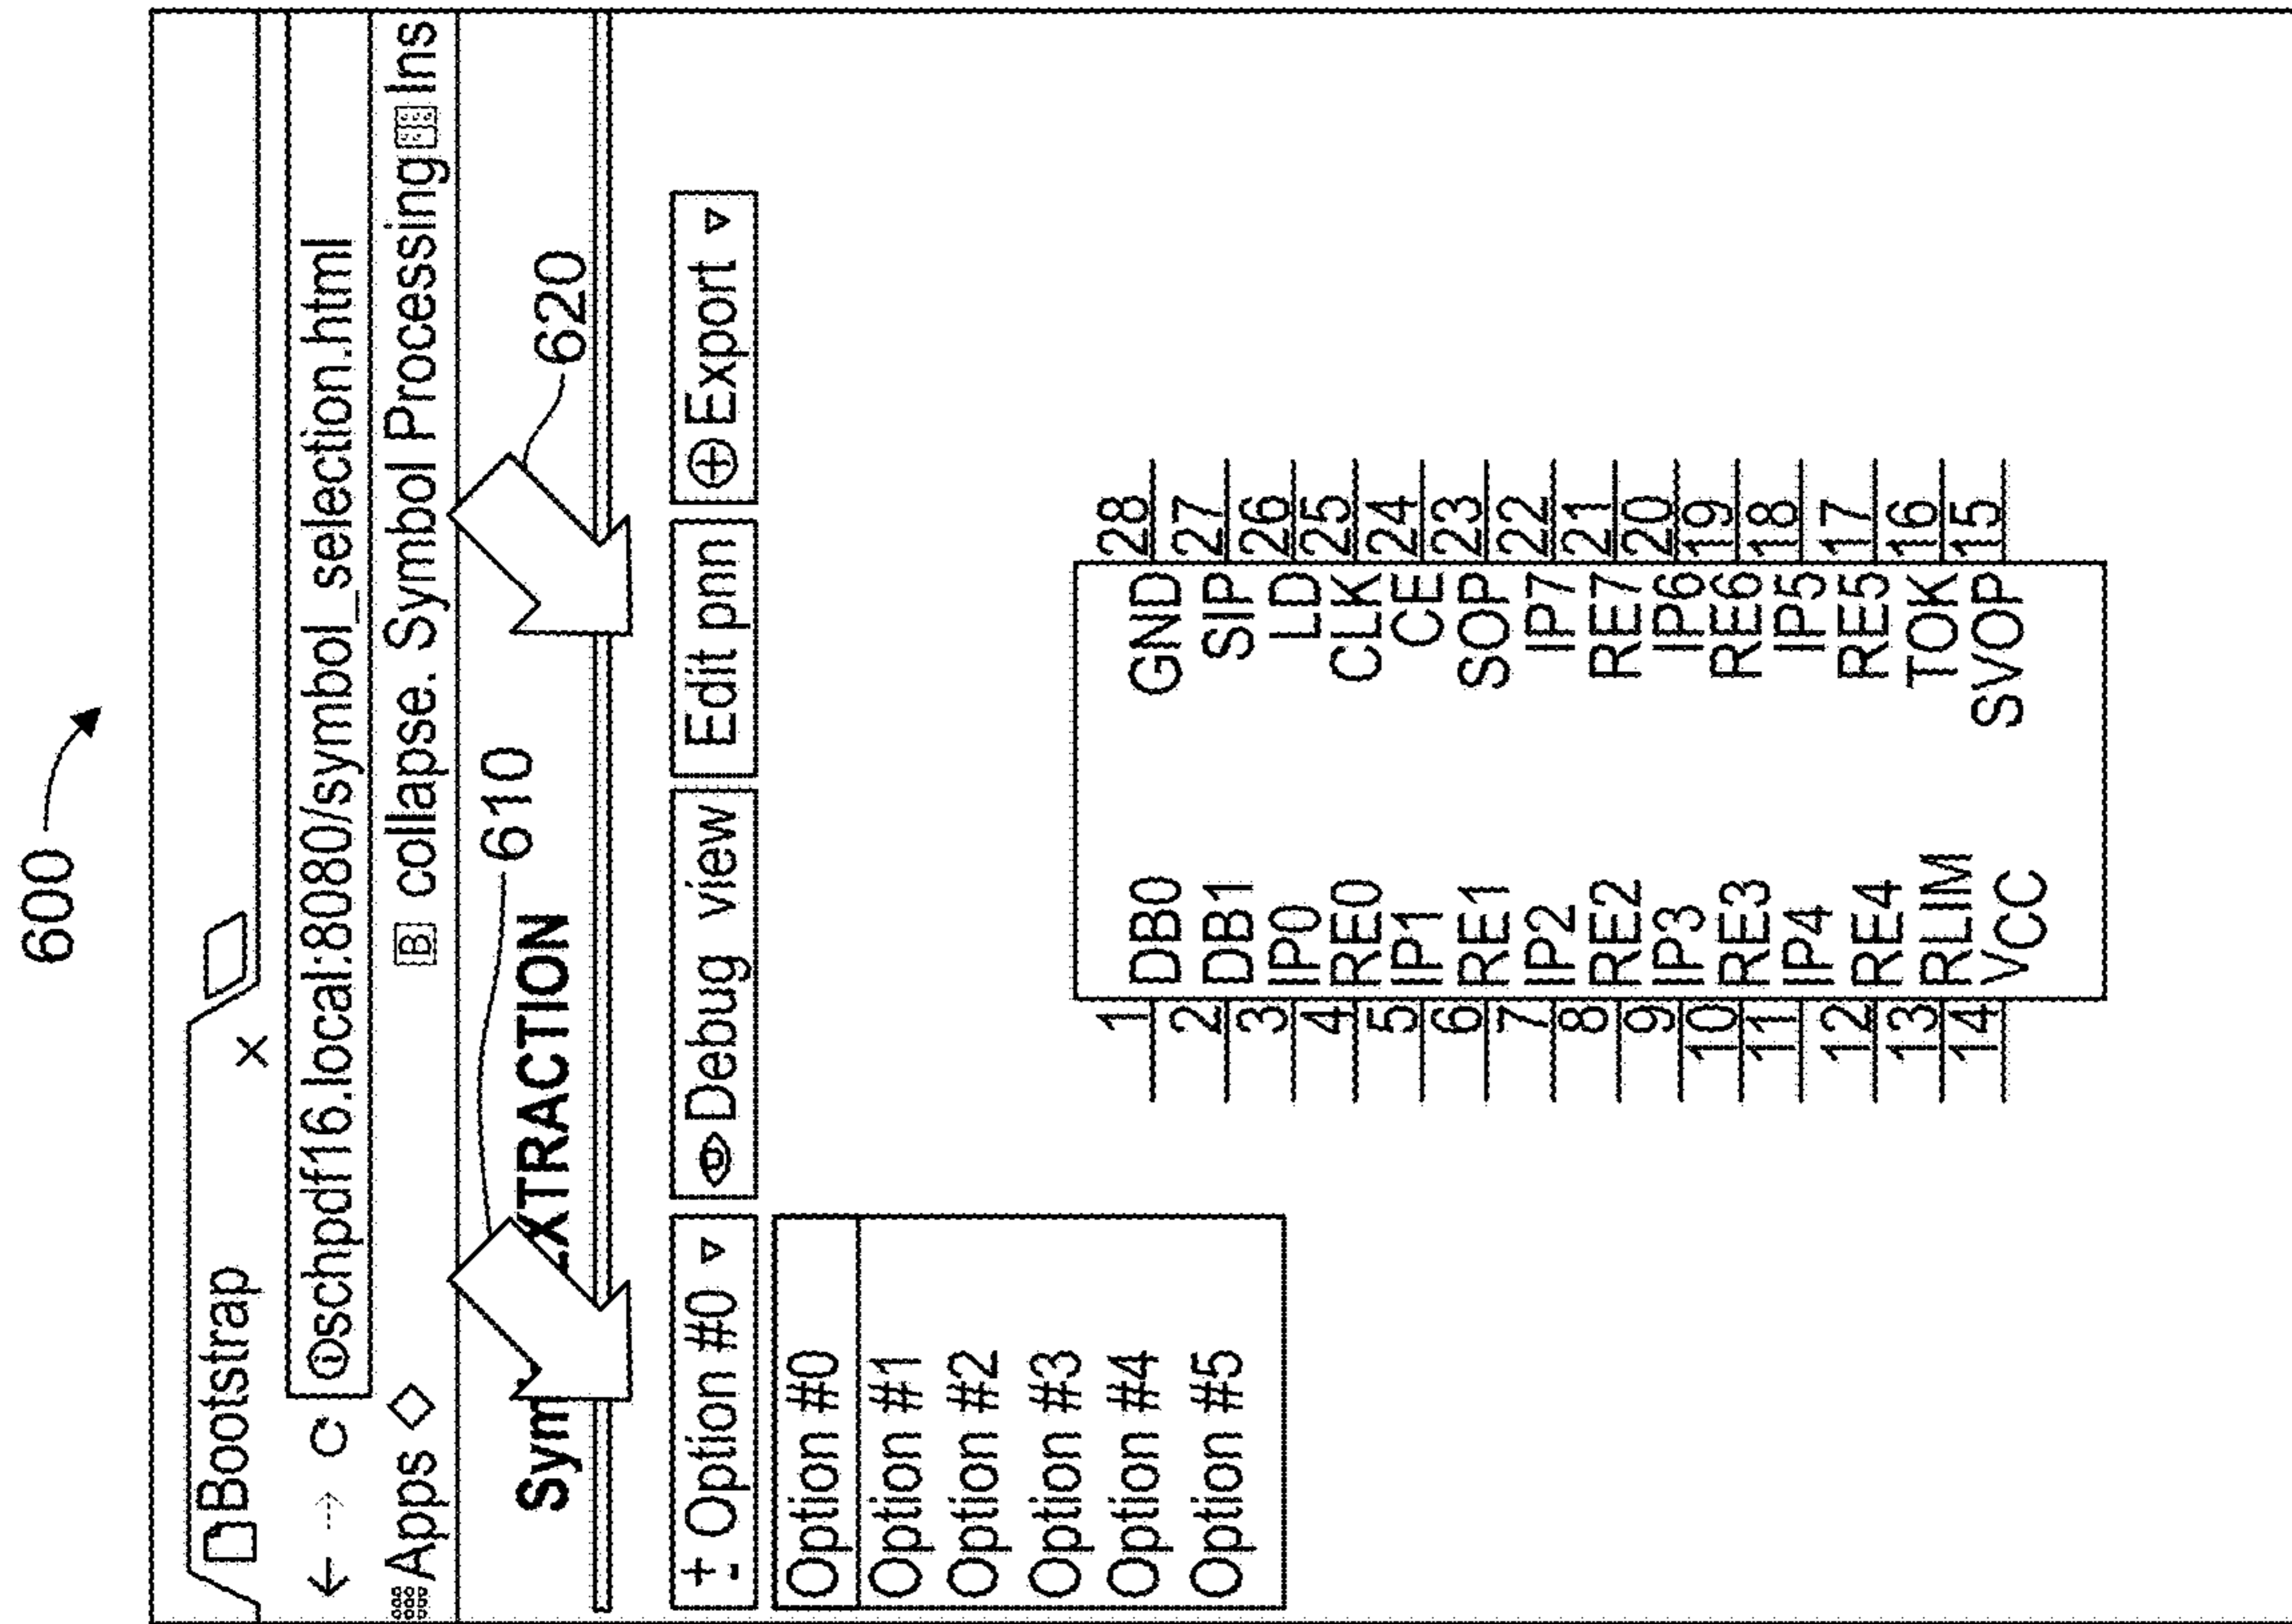 600
Bootstrap ×
schpdf16.local:8080/symbol_selection.html
Apps B collapse. Symbol Processing Ins
610
620
Sym XTRACTION
± Option #0 Debug view Edit pnn Export
Option #0
Option #1
Option #2
Option #3
Option #4
Option #5
1 DB0 GND 28
2 DB1 SIP 27
3 IP0 LD 26
4 RE0 CLK 25
5 IP1 CE 24
6 RE1 SOP 23
7 IP2 IP7 22
8 RE2 RE7 21
9 IP3 IP6 20
10 RE3 RE6 19
11 IP4 IP5 18
12 RE4 RE5 17
13 RLIM TOK 16
14 VCC SVOP 15